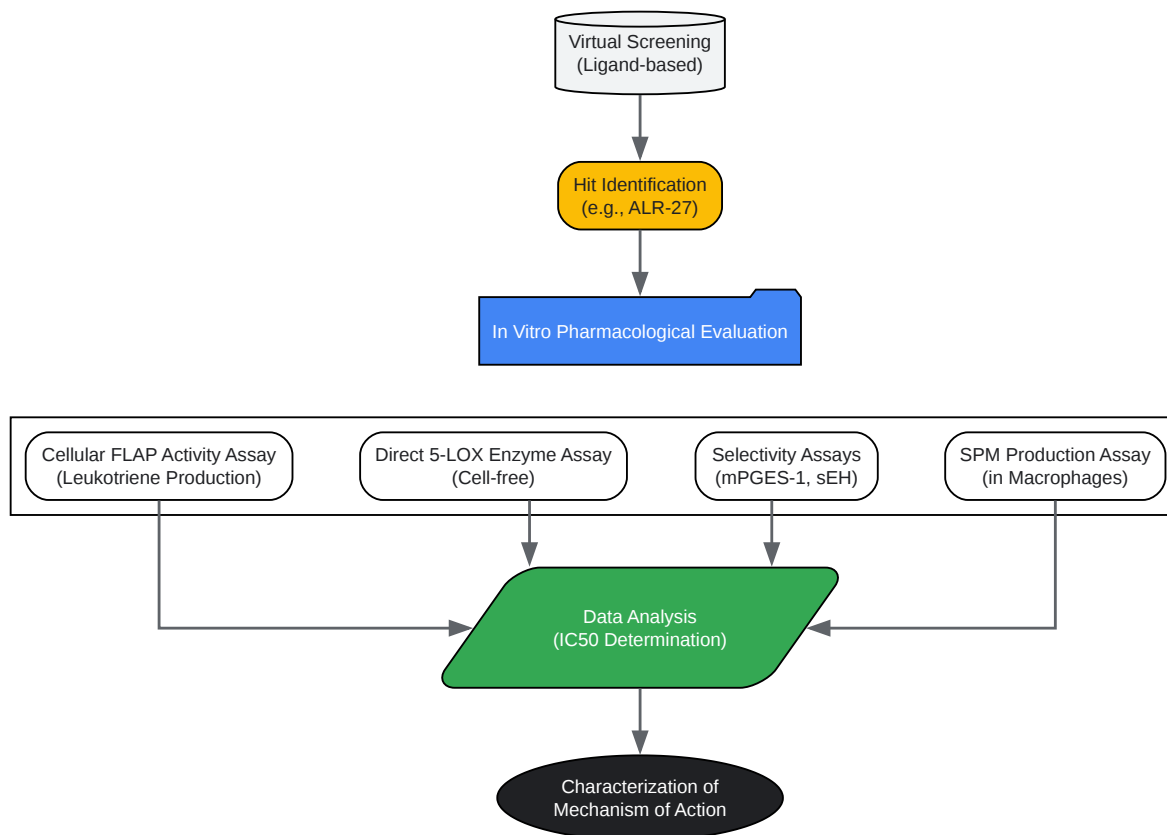 Virtual Screening
(Ligand-based)
Hit Identification
(e.g., ALR-27)
In Vitro Pharmacological Evaluation
Cellular FLAP Activity Assay
(Leukotriene Production)
Direct 5-LOX Enzyme Assay
(Cell-free)
Selectivity Assays
(mPGES-1, sEH)
SPM Production Assay
(in Macrophages)
Data Analysis
(IC50 Determination)
Characterization of
Mechanism of Action